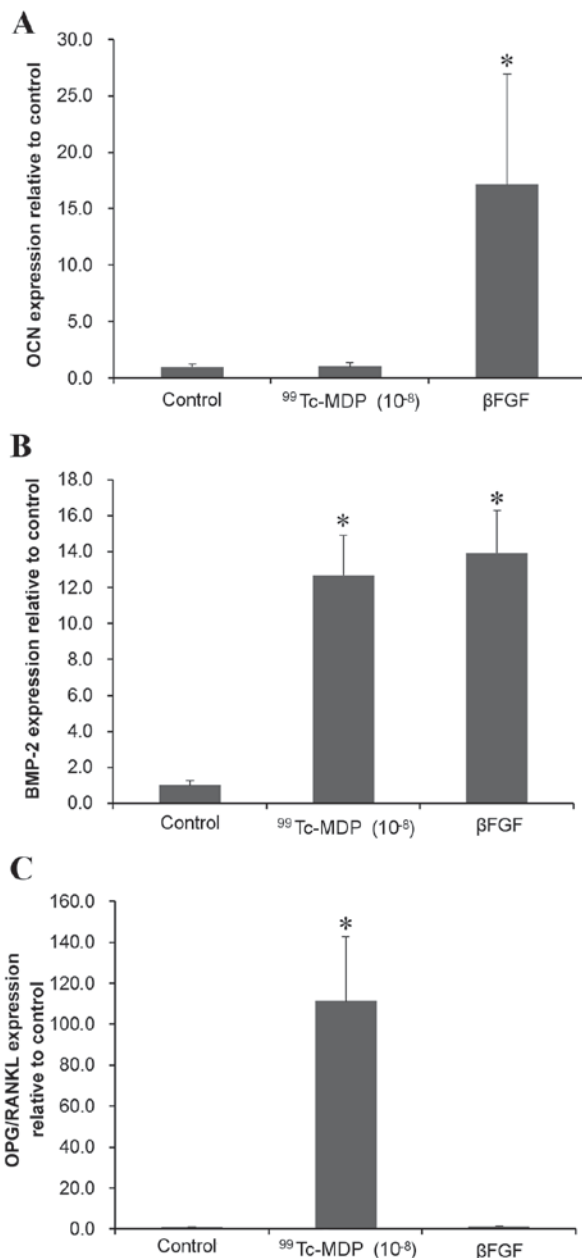 A
OCN expression relative to control
30.0
25.0
20.0
15.0
10.0
5.0
0.0
*
Control
⁹⁹Tc-MDP (10⁻⁸)
βFGF
B
BMP-2 expression relative to control
18.0
16.0
14.0
12.0
10.0
8.0
6.0
4.0
2.0
0.0
*
*
Control
⁹⁹Tc-MDP (10⁻⁸)
βFGF
C
OPG/RANKL expression
relative to control
160.0
140.0
120.0
100.0
80.0
60.0
40.0
20.0
0.0
*
Control
⁹⁹Tc-MDP (10⁻⁸)
βFGF